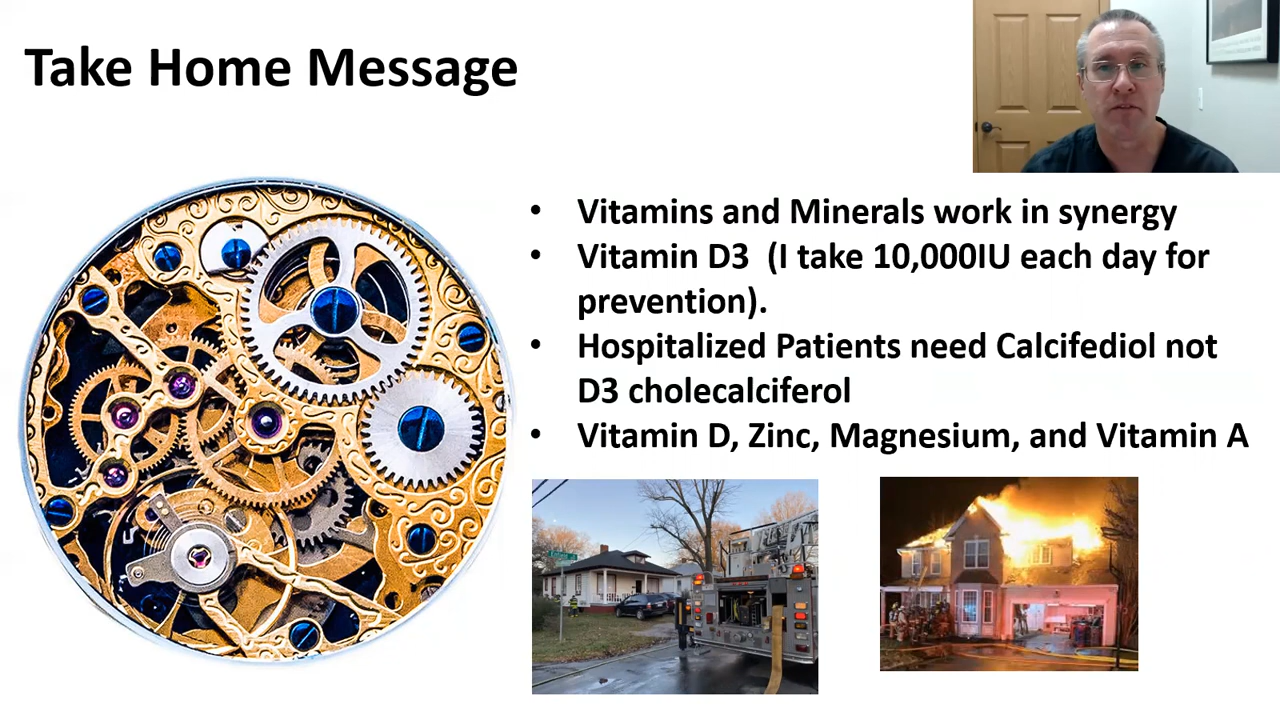 Take Home Message
• Vitamins and Minerals work in synergy
• Vitamin D3 (I take 10,000IU each day for
prevention).
• Hospitalized Patients need Calcifediol not
D3 cholecalciferol
• Vitamin D, Zinc, Magnesium, and Vitamin A